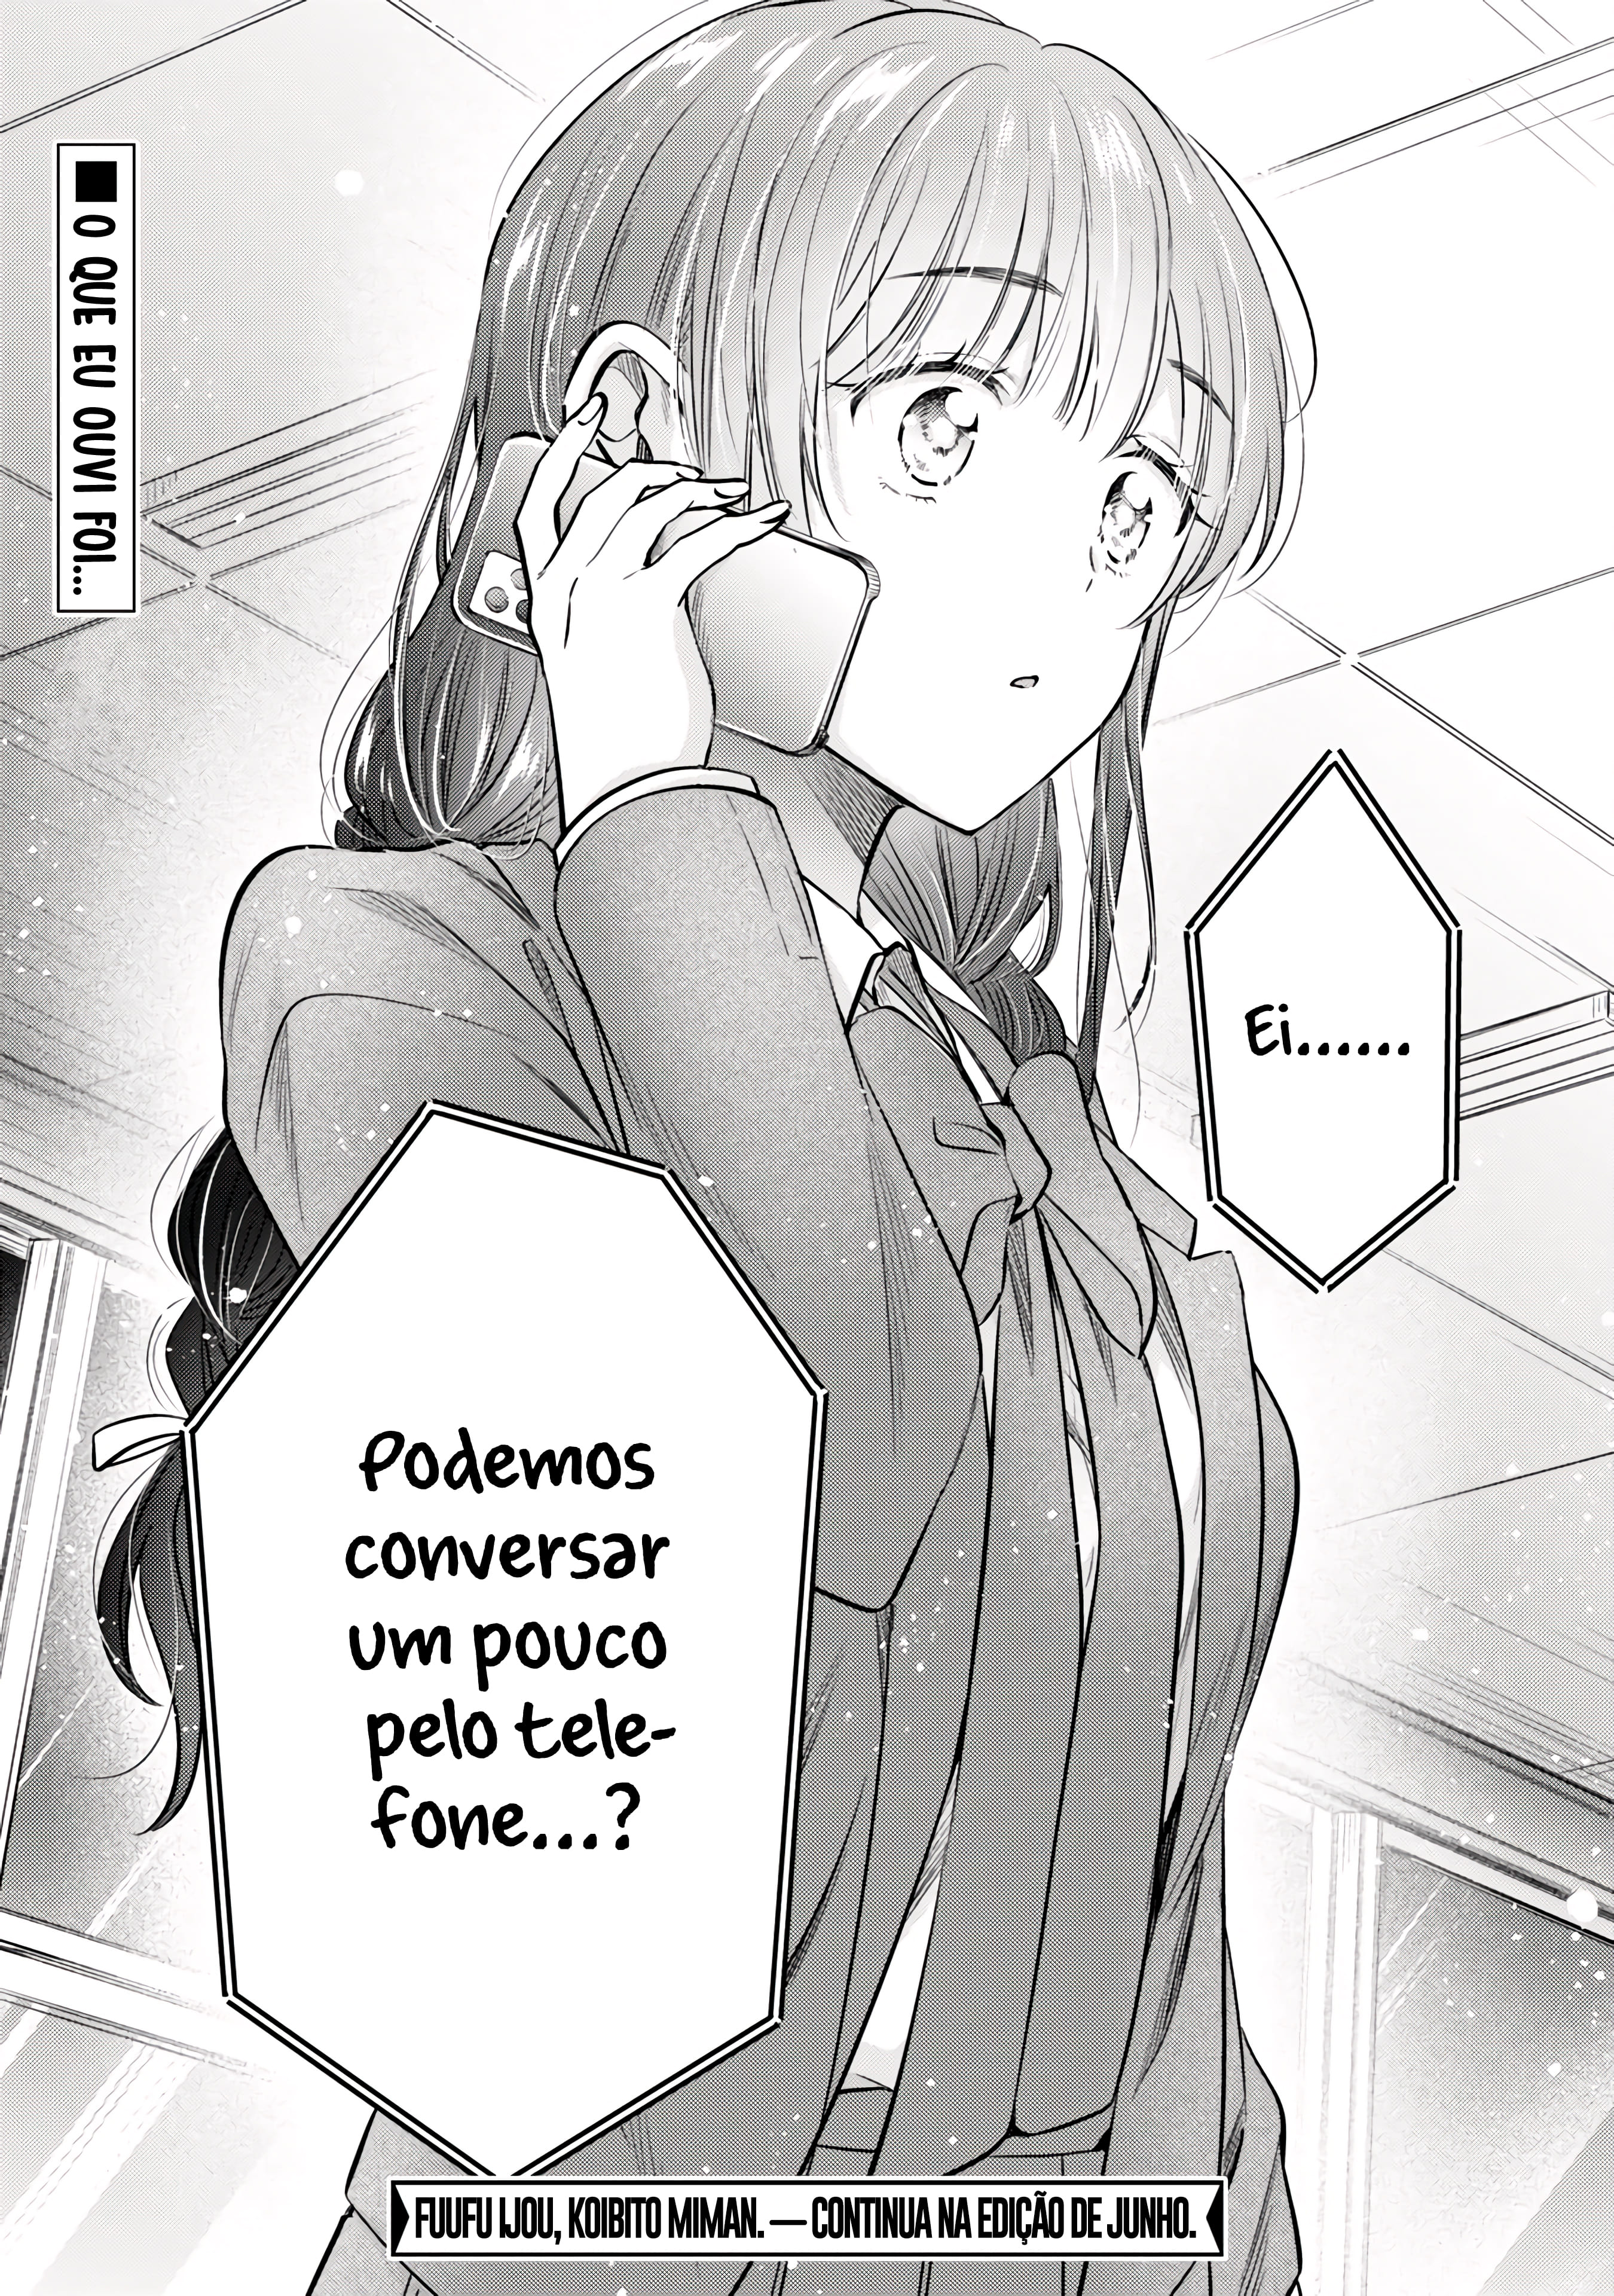 ■O QUE EU OUVI FOI...
Ei......
Podemos
conversar
um pouco
pelo tele-
fone...?
FUUFU IJOU, KOIBITO MIMAN. — CONTINUA NA EDIÇÃO DE JUNHO.